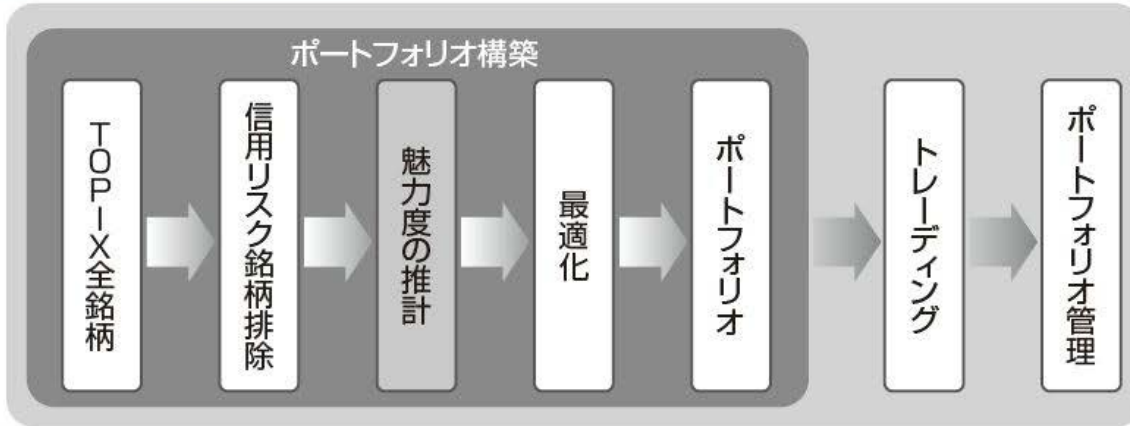 ポートフォリオ構築
TOPIX全銘柄
信用リスク銘柄排除
魅力度の推計
最適化
ポートフォリオ
トレーディング
ポートフォリオ管理